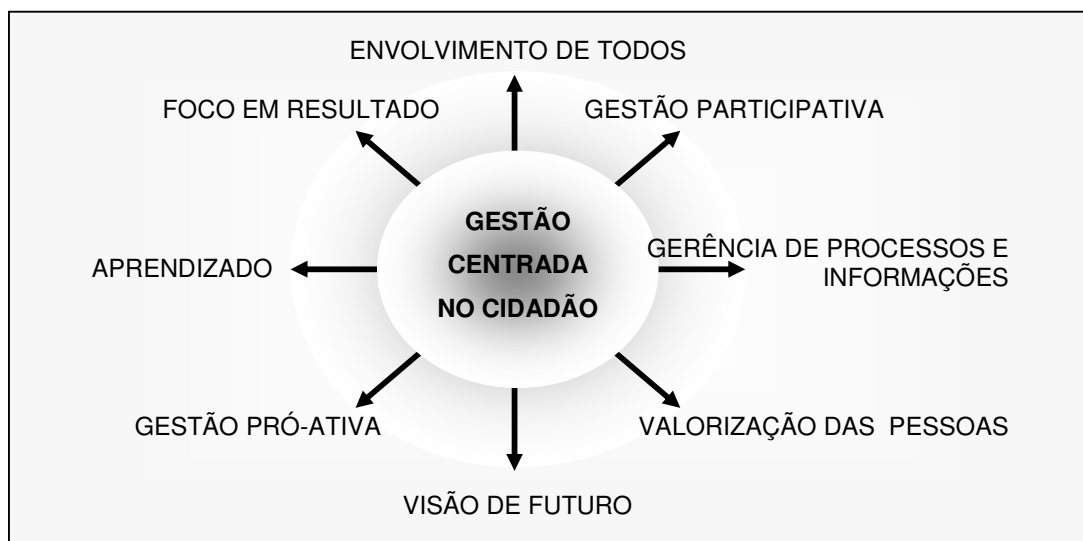 ENVOLVIMENTO DE TODOS
FOCO EM RESULTADO
GESTÃO PARTICIPATIVA
GESTÃO
CENTRADA
NO CIDADÃO
APRENDIZADO
GERÊNCIA DE PROCESSOS E
INFORMAÇÕES
GESTÃO PRÓ-ATIVA
VALORIZAÇÃO DAS PESSOAS
VISÃO DE FUTURO